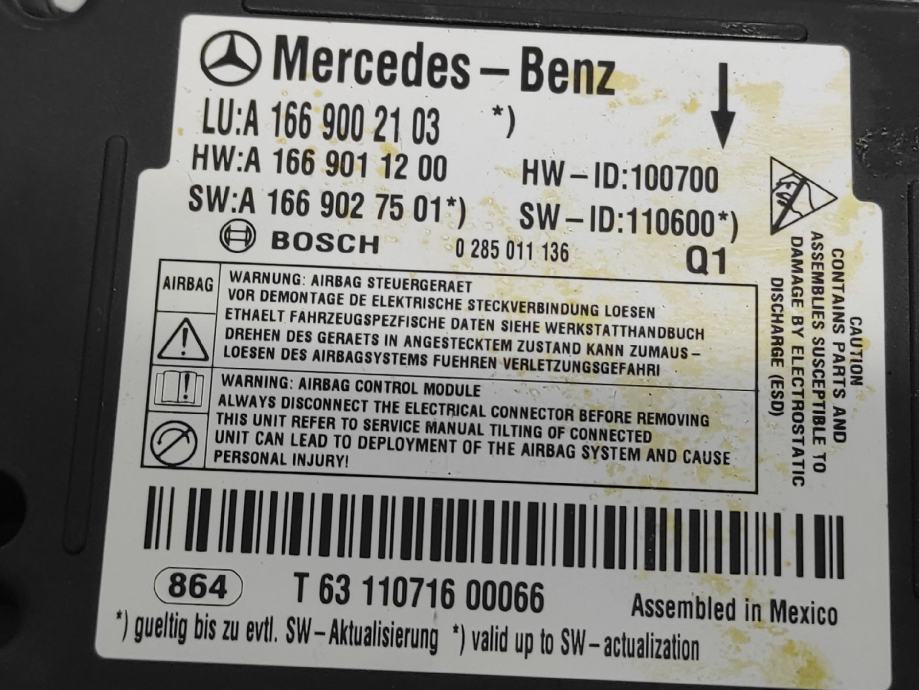 Mercedes-Benz
LU:A 166 900 21 03 *)
HW:A 166 901 12 00 HW-ID:100700
SW:A 166 902 75 01*) SW-ID:110600*)
BOSCH 0 285 011 136 Q1
AIRBAG
WARNUNG: AIRBAG STEUERGERAET
VOR DEMONTAGE DE ELEKTRISCHE STECKVERBINDUNG LOESEN
ETHAELT FAHRZEUGSPEZFISCHE DATEN SIEHE WERKSTATTHANDBUCH
DREHEN DES GERAETS IN ANGESTECKTEM ZUSTAND KANN ZUMAUS-
LOESEN DES AIRBAGSYSTEMS FUEHREN VERLETZUNGSGEFAHRI
WARNING: AIRBAG CONTROL MODULE
ALWAYS DISCONNECT THE ELECTRICAL CONNECTOR BEFORE REMOVING
THIS UNIT REFER TO SERVICE MANUAL TILTING OF CONNECTED
UNIT CAN LEAD TO DEPLOYMENT OF THE AIRBAG SYSTEM AND CAUSE
PERSONAL INJURY!
CAUTION
CONTAINS PARTS AND
ASSEMBLIES SUSCEPTIBLE TO
DAMAGE BY ELECTROSTATIC
DISCHARGE (ESD)
864 T 63 110716 00066 Assembled in Mexico
*) gueltig bis zu evtl. SW-Aktualisierung *) valid up to SW-actualization